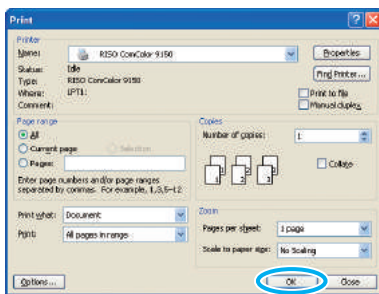 Print
Printer
Name: RISO ComColor 9150 Properties
Status: Idle
Type: RISO ComColor 9150 Find Printer...
Where: LPT1: Print to file
Comment: Manual duplex
Page range
All
Current page Selection
Pages:
Enter page numbers and/or page ranges
separated by commas. For example, 1,3,5-12
Copies
Number of copies: 1
Collate
Print what: Document
Print: All pages in range
Zoom
Pages per sheet: 1 page
Scale to paper size: No Scaling
Options... OK Close